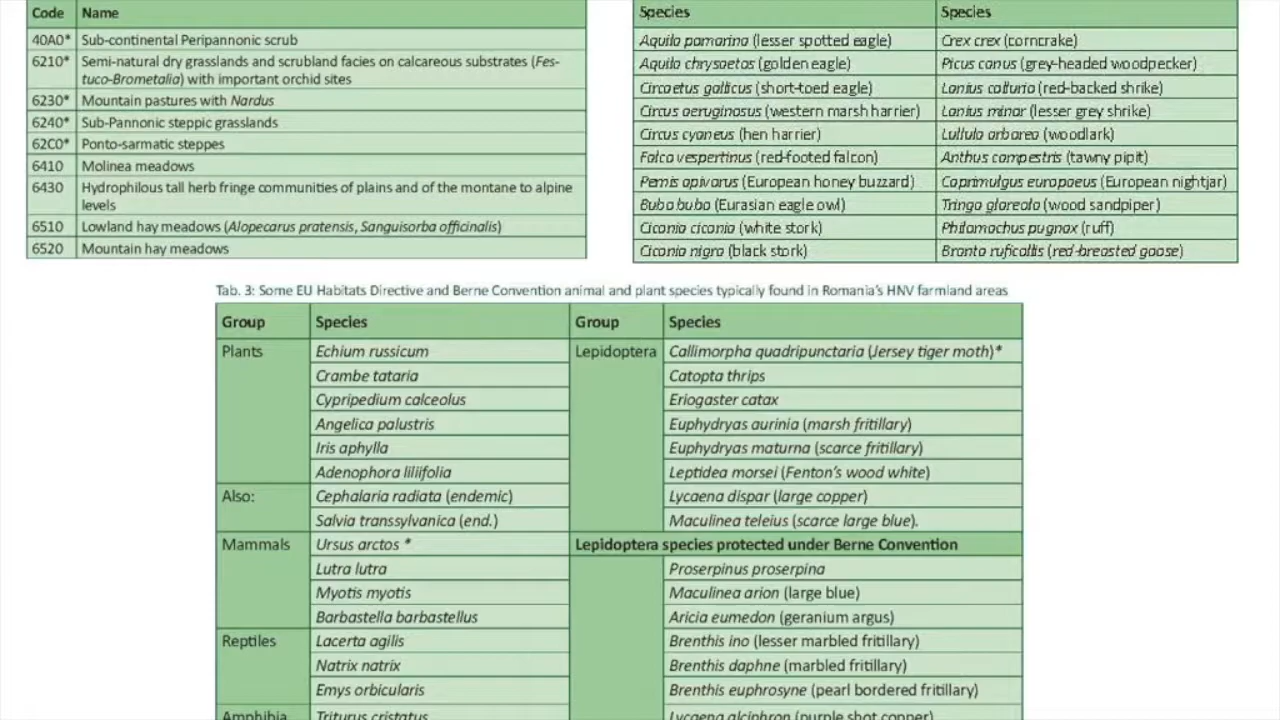 Code Name
40A0* Sub-continental Peripannonic scrub
6210* Semi-natural dry grasslands and scrubland facies on calcareous substrates (Fes-
tuco-Brometalia) with important orchid sites
6230* Mountain pastures with Nardus
6240* Sub-Pannonic steppic grasslands
62C0* Ponto-sarmatic steppes
6410 Molinea meadows
6430 Hydrophilous tall herb fringe communities of plains and of the montane to alpine
levels
6510 Lowland hay meadows (Alopecarus pratensis, Sanguisorba officinalis)
6520 Mountain hay meadows
Species Species
Aquila pomarina (lesser spotted eagle) Crex crex (corncrake)
Aquila chrysaetos (golden eagle) Picus canus (grey-headed woodpecker)
Circaetus gallicus (short-toed eagle) Lanius collurio (red-backed shrike)
Circus aeruginosus (western marsh harrier) Lanius minor (lesser grey shrike)
Circus cyaneus (hen harrier) Lullula arborea (woodlark)
Falco vespertinus (red-footed falcon) Anthus campestris (tawny pipit)
Pernis apivorus (European honey buzzard) Caprimulgus europaeus (European nightjar)
Bubo bubo (Eurasian eagle owl) Tringa glareola (wood sandpiper)
Ciconia ciconia (white stork) Philomachus pugnax (ruff)
Ciconia nigra (black stork) Branta ruficollis (red-breasted goose)
Tab. 3: Some EU Habitats Directive and Berne Convention animal and plant species typically found in Romania's HNV farmland areas
Group Species Group Species
Plants Echium russicum Lepidoptera Callimorpha quadripunctaria (Jersey tiger moth)*
Crambe tataria Catopta thrips
Cypripedium calceolus Eriogaster catax
Angelica palustris Euphydryas aurinia (marsh fritillary)
Iris aphylla Euphydryas maturna (scarce fritillary)
Adenophora liliifolia Leptidea morsei (Fenton's wood white)
Also: Cephalaria radiata (endemic) Lycaena dispar (large copper)
Salvia transsylvanica (end.) Maculinea teleius (scarce large blue).
Mammals Ursus arctos * Lepidoptera species protected under Berne Convention
Lutra lutra Proserpinus proserpina
Myotis myotis Maculinea arion (large blue)
Barbastella barbastellus Aricia eumedon (geranium argus)
Reptiles Lacerta agilis Brenthis ino (lesser marbled fritillary)
Natrix natrix Brenthis daphne (marbled fritillary)
Emys orbicularis Brenthis euphrosyne (pearl bordered fritillary)
Amphibia Triturus cristatus Lycaena alciphron (purple shot copper)